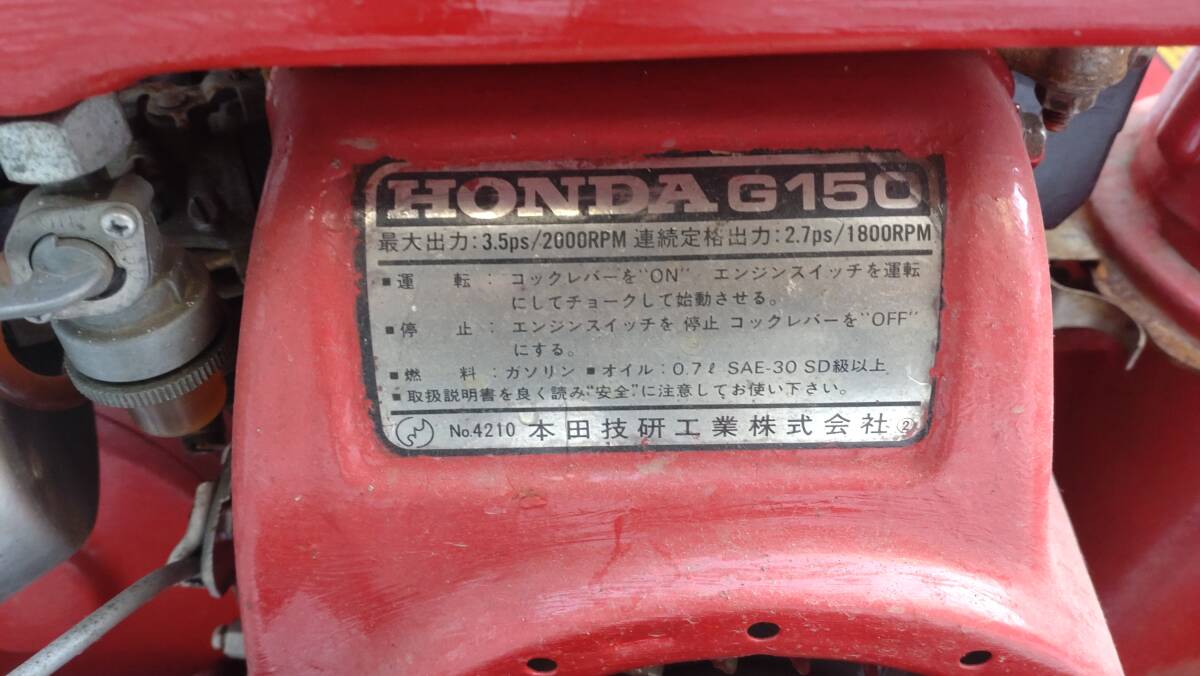 HONDA G150
最大出力:3.5ps/2000RPM 連続定格出力:2.7ps/1800RPM
■運 転 : コックレバーを"ON" エンジンスイッチを運転
にしてチョークして始動させる。
■停 止 : エンジンスイッチを 停止 コックレバーを"OFF"
にする。
■燃 料 : ガソリン ■オイル : 0.7ℓ SAE-30 SD級以上
■取扱説明書を良く読み"安全"に注意してお使い下さい。
No.4210 本田技研工業株式会社 ②